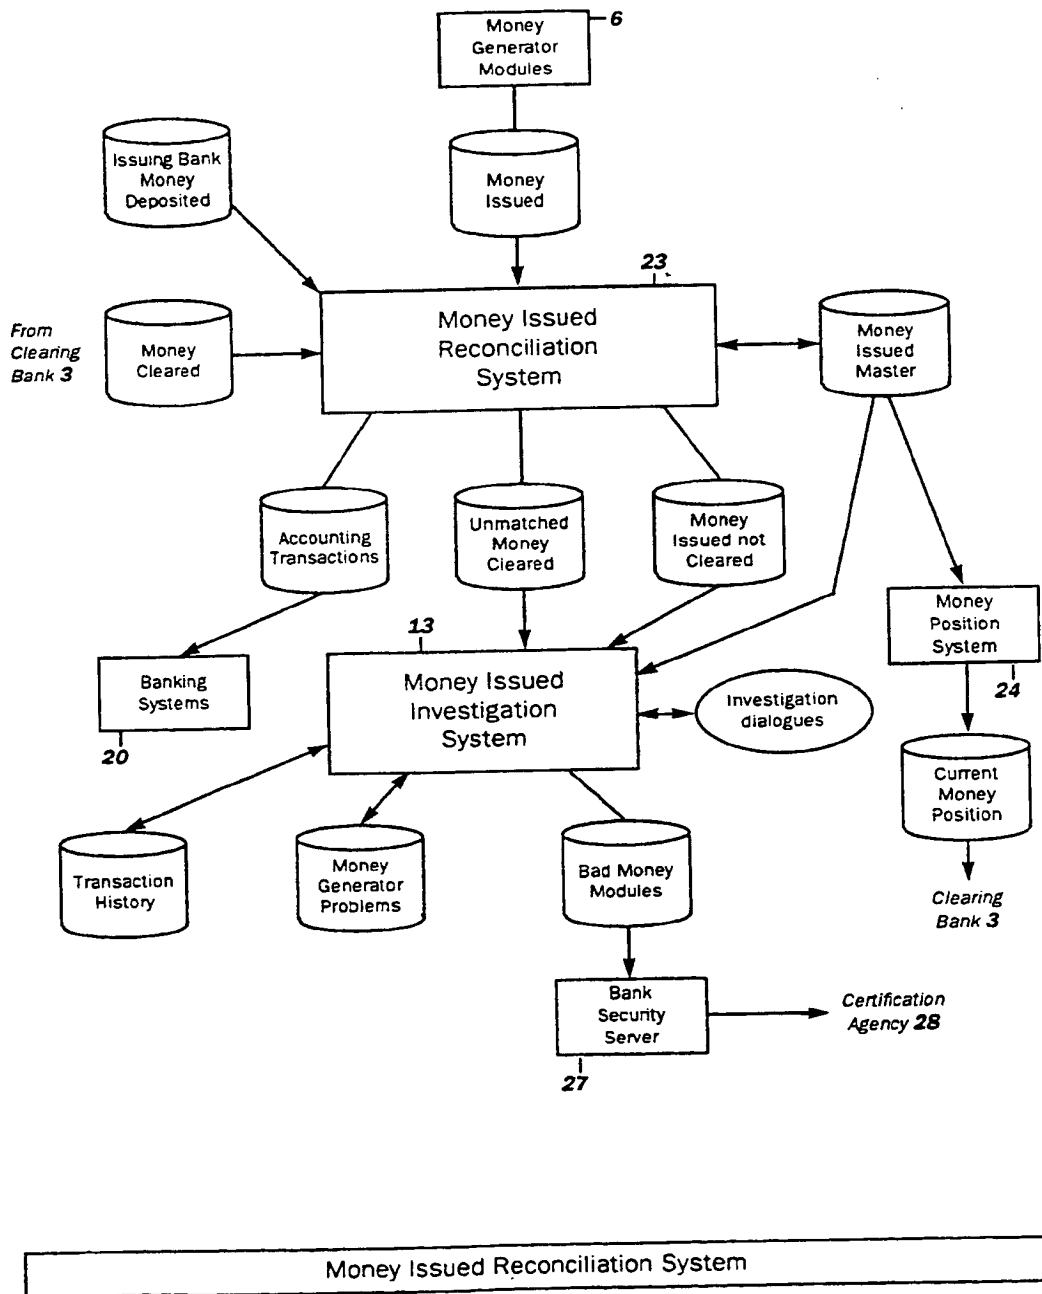 Money
Generator
Modules
6
Issuing Bank
Money
Deposited
Money
Issued
23
From
Clearing
Bank 3
Money
Cleared
Money Issued
Reconciliation
System
Money
Issued
Master
Accounting
Transactions
Unmatched
Money
Cleared
Money
Issued not
Cleared
13
Banking
Systems
20
Money Issued
Investigation
System
Investigation
dialogues
Money
Position
System
24
Current
Money
Position
Transaction
History
Money
Generator
Problems
Bad Money
Modules
Clearing
Bank 3
Bank
Security
Server
27
Certification
Agency 28
Money Issued Reconciliation System